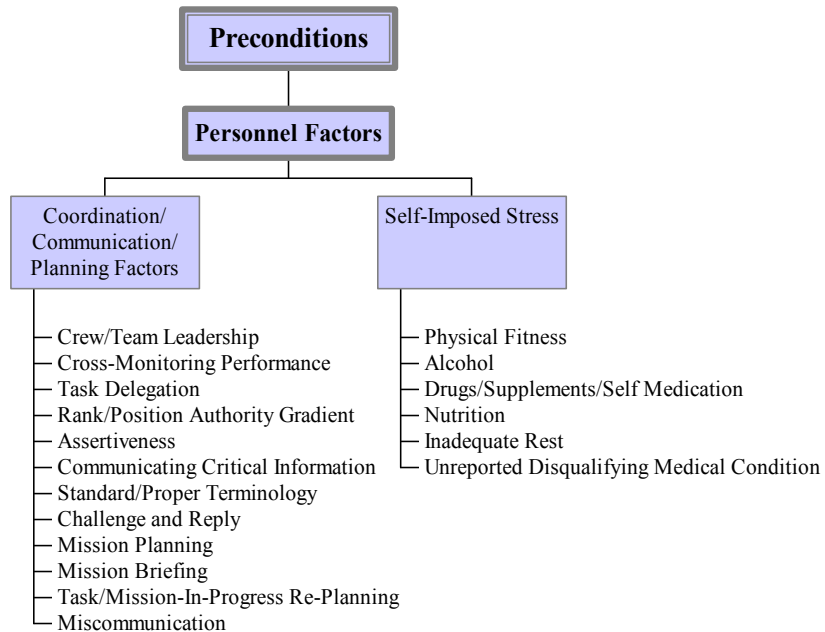 Preconditions
Personnel Factors
Coordination/
Communication/
Planning Factors
Self-Imposed Stress
Crew/Team Leadership
Cross-Monitoring Performance
Task Delegation
Rank/Position Authority Gradient
Assertiveness
Communicating Critical Information
Standard/Proper Terminology
Challenge and Reply
Mission Planning
Mission Briefing
Task/Mission-In-Progress Re-Planning
Miscommunication
Physical Fitness
Alcohol
Drugs/Supplements/Self Medication
Nutrition
Inadequate Rest
Unreported Disqualifying Medical Condition